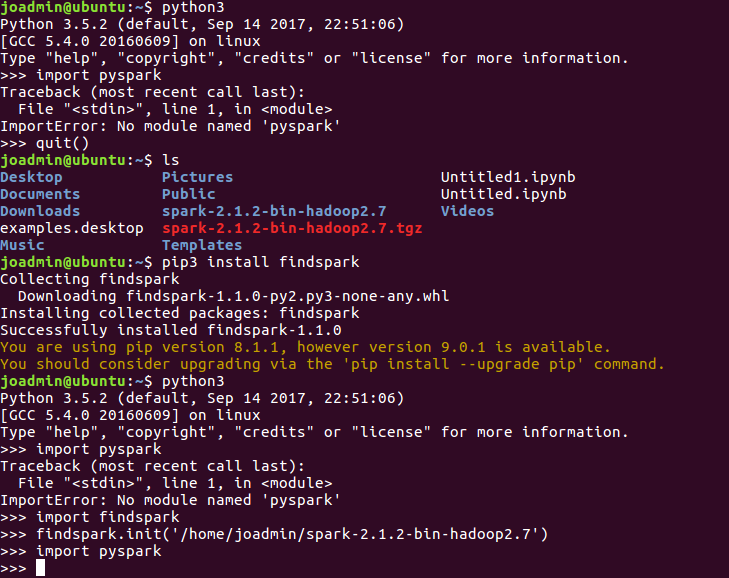 joadmin@ubuntu:~$ python3
Python 3.5.2 (default, Sep 14 2017, 22:51:06)
[GCC 5.4.0 20160609] on linux
Type "help", "copyright", "credits" or "license" for more information.
>>> import pyspark
Traceback (most recent call last):
  File "<stdin>", line 1, in <module>
ImportError: No module named 'pyspark'
>>> quit()
joadmin@ubuntu:~$ ls
Desktop           Pictures                       Untitled1.ipynb
Documents         Public                         Untitled.ipynb
Downloads         spark-2.1.2-bin-hadoop2.7      Videos
examples.desktop  spark-2.1.2-bin-hadoop2.7.tgz
Music             Templates
joadmin@ubuntu:~$ pip3 install findspark
Collecting findspark
  Downloading findspark-1.1.0-py2.py3-none-any.whl
Installing collected packages: findspark
Successfully installed findspark-1.1.0
You are using pip version 8.1.1, however version 9.0.1 is available.
You should consider upgrading via the 'pip install --upgrade pip' command.
joadmin@ubuntu:~$ python3
Python 3.5.2 (default, Sep 14 2017, 22:51:06)
[GCC 5.4.0 20160609] on linux
Type "help", "copyright", "credits" or "license" for more information.
>>> import pyspark
Traceback (most recent call last):
  File "<stdin>", line 1, in <module>
ImportError: No module named 'pyspark'
>>> import findspark
>>> findspark.init('/home/joadmin/spark-2.1.2-bin-hadoop2.7')
>>> import pyspark
>>>